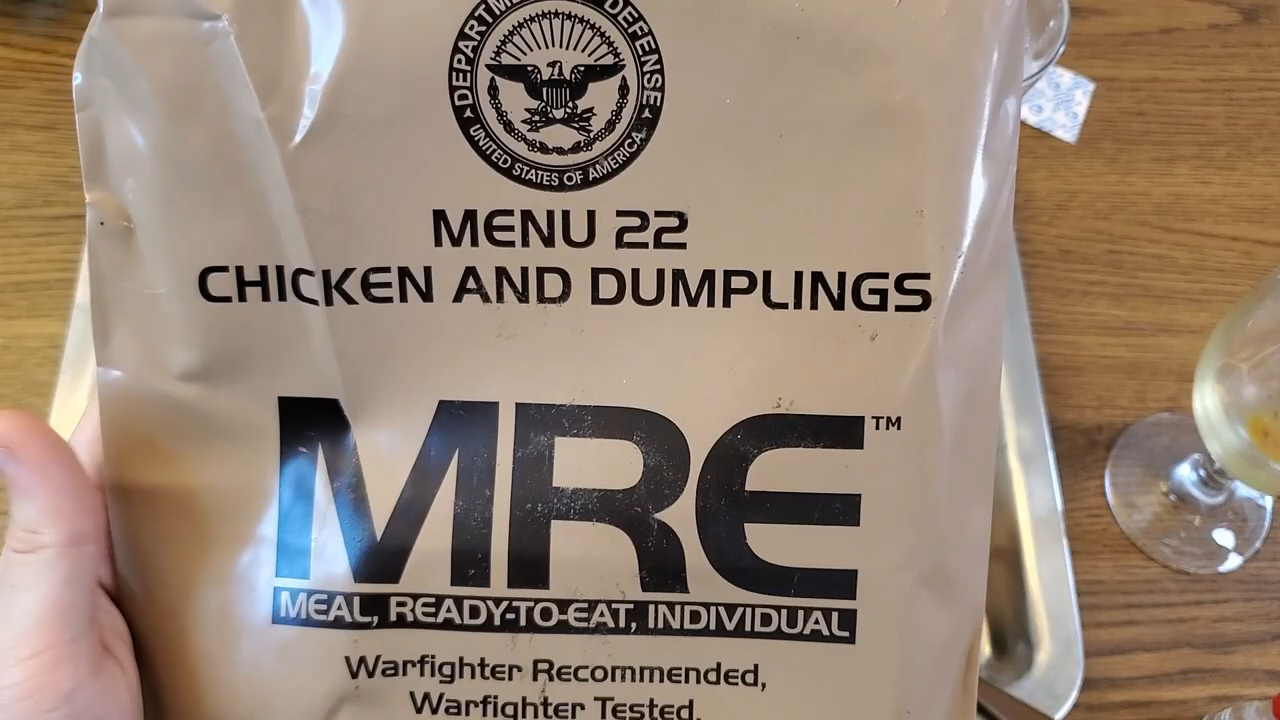 DEPARTMENT DEFENSE
UNITED STATES OF AMERICA
MENU 22
CHICKEN AND DUMPLINGS
MRE™
MEAL, READY-TO-EAT, INDIVIDUAL
Warfighter Recommended,
Warfighter Tested,